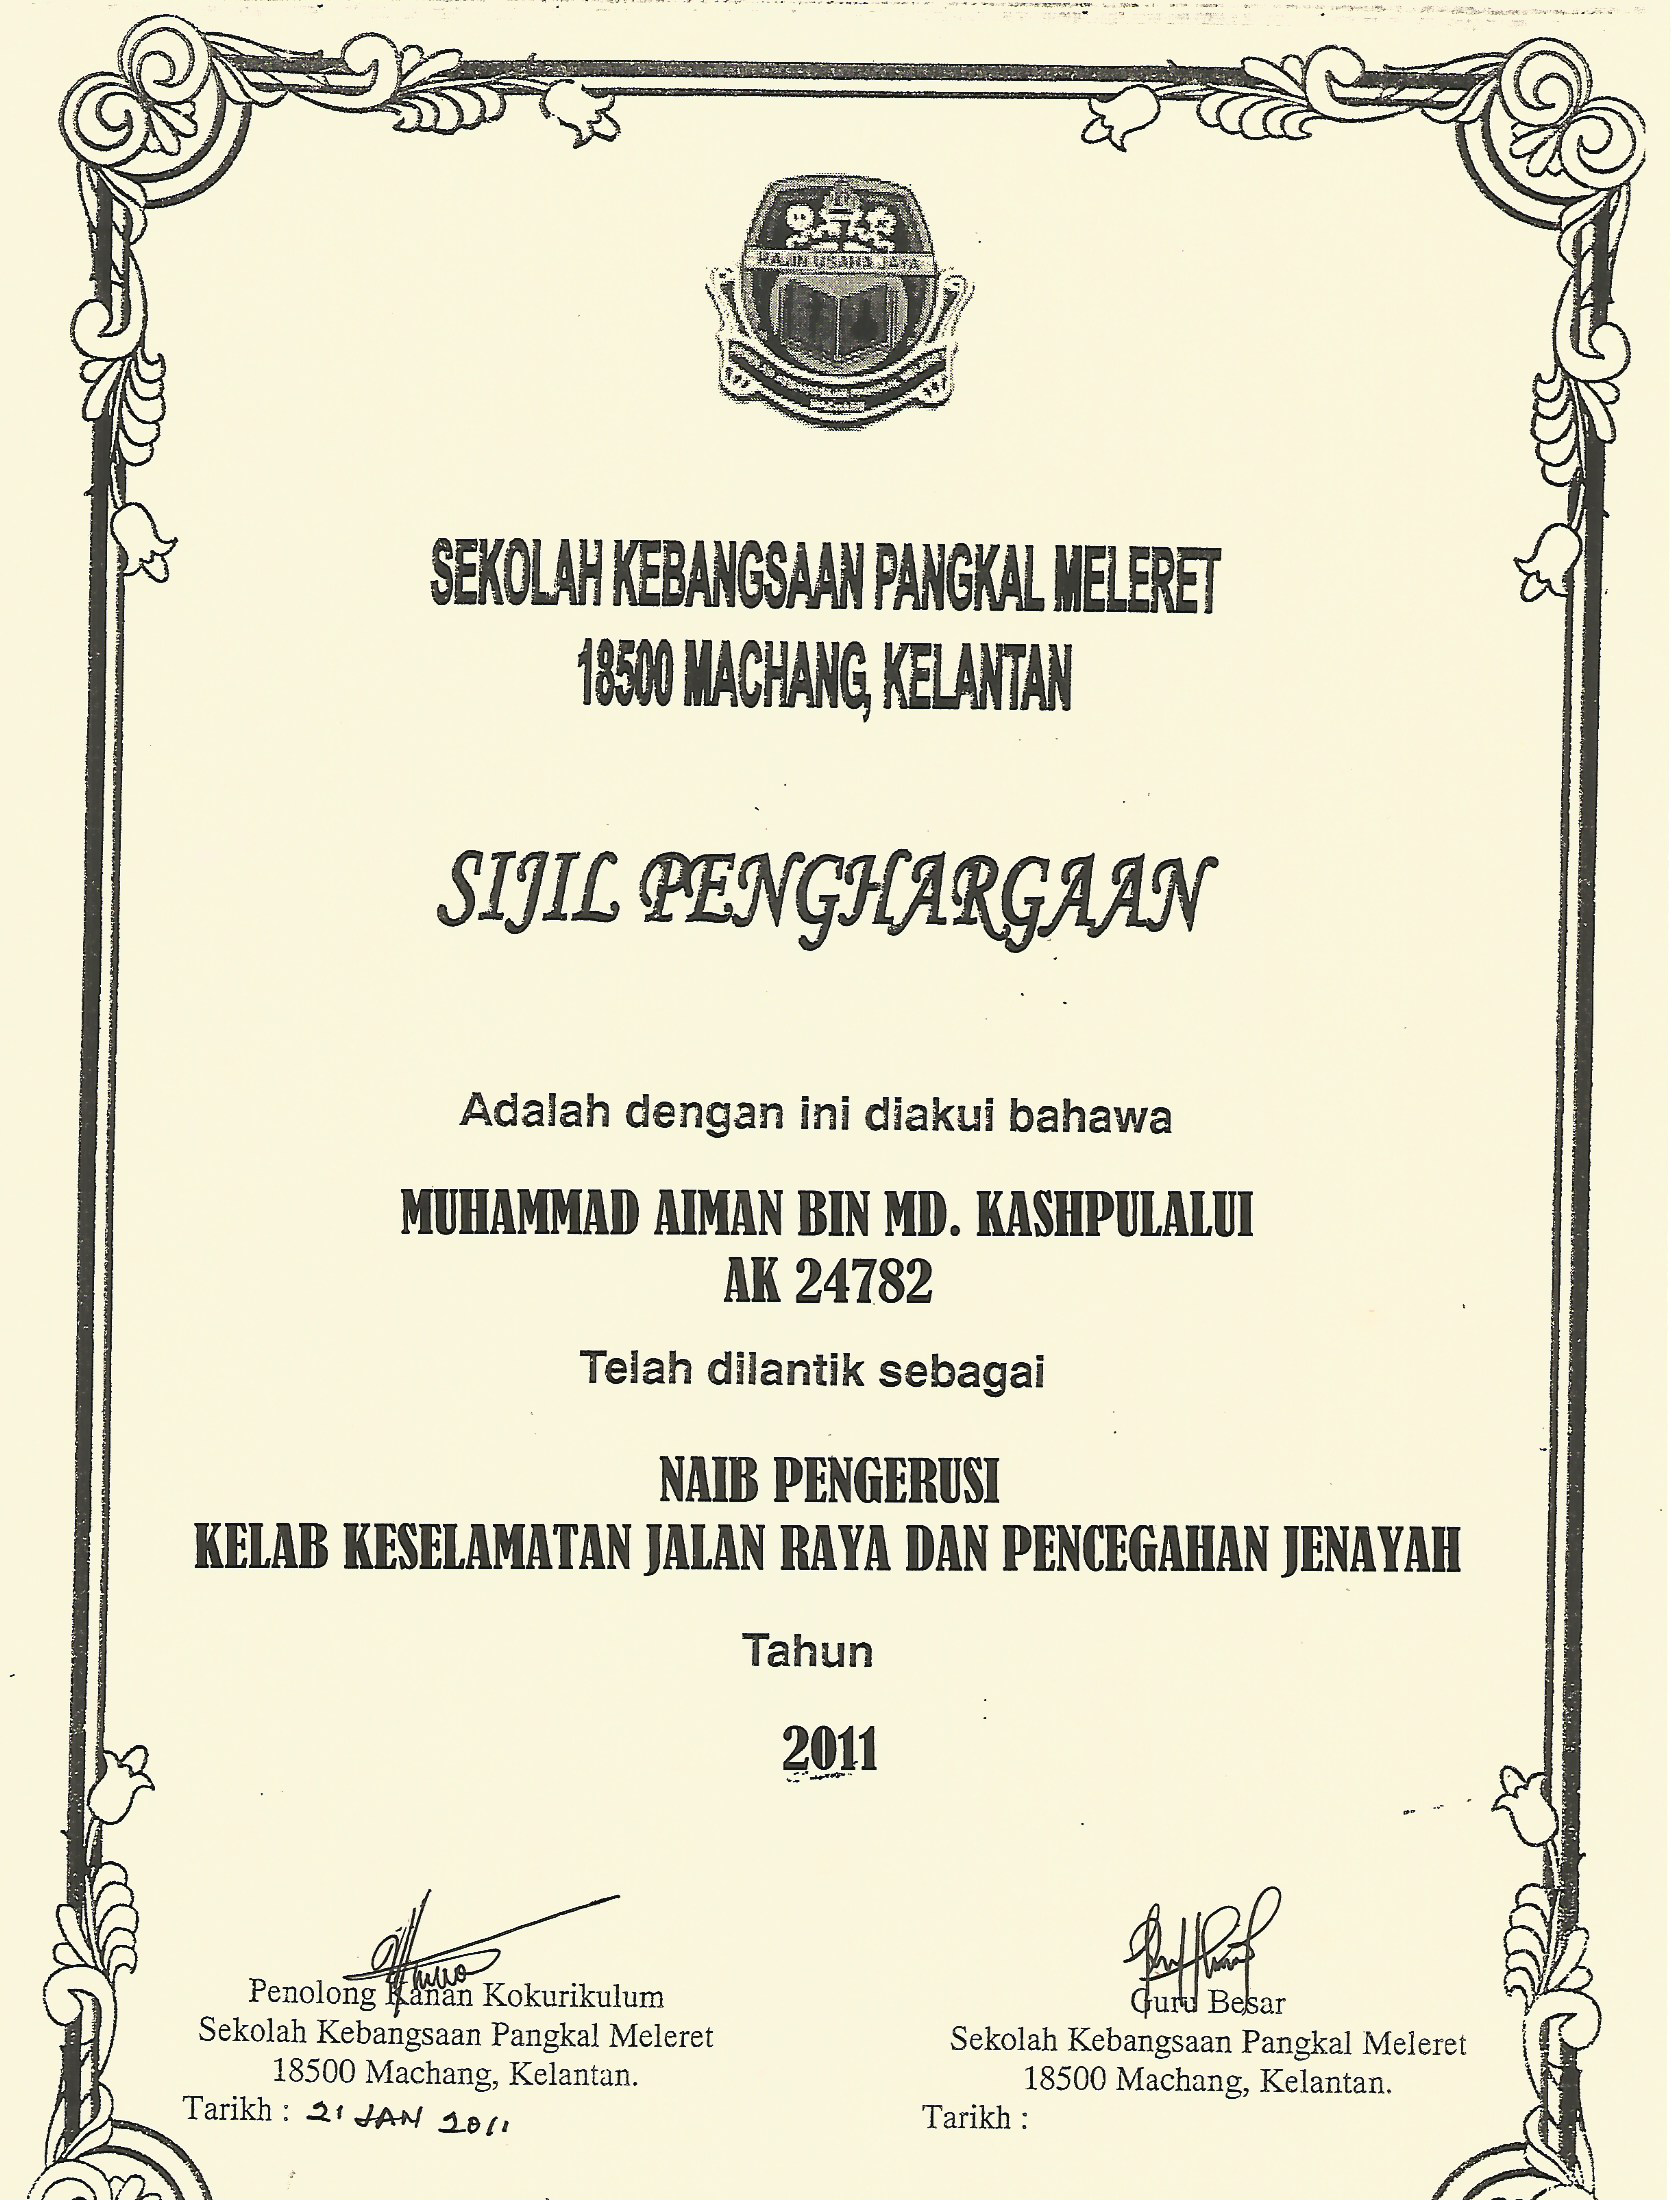 RAJIN USAHA JAYA
SEKOLAH KEBANGSAAN PANGKAL MELERET
18500 MACHANG, KELANTAN
SIJIL PENGHARGAAN
Adalah dengan ini diakui bahawa
MUHAMMAD AIMAN BIN MD. KASHPULALUI
AK 24782
Telah dilantik sebagai
NAIB PENGERUSI
KELAB KESELAMATAN JALAN RAYA DAN PENCEGAHAN JENAYAH
Tahun
2011
Penolong Kanan Kokurikulum
Sekolah Kebangsaan Pangkal Meleret
18500 Machang, Kelantan.
Tarikh : 21 JAN 2011
Guru Besar
Sekolah Kebangsaan Pangkal Meleret
18500 Machang, Kelantan.
Tarikh :